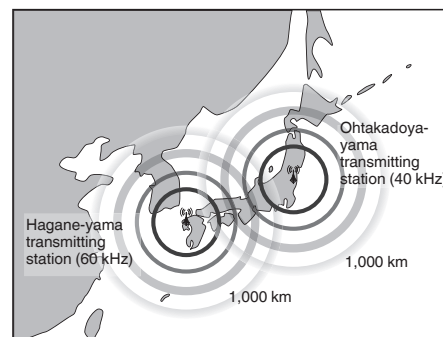 Ohtakadoya-
yama
transmitting
station (40 kHz)
Hagane-yama
transmitting
station (60 kHz)
1,000 km
1,000 km